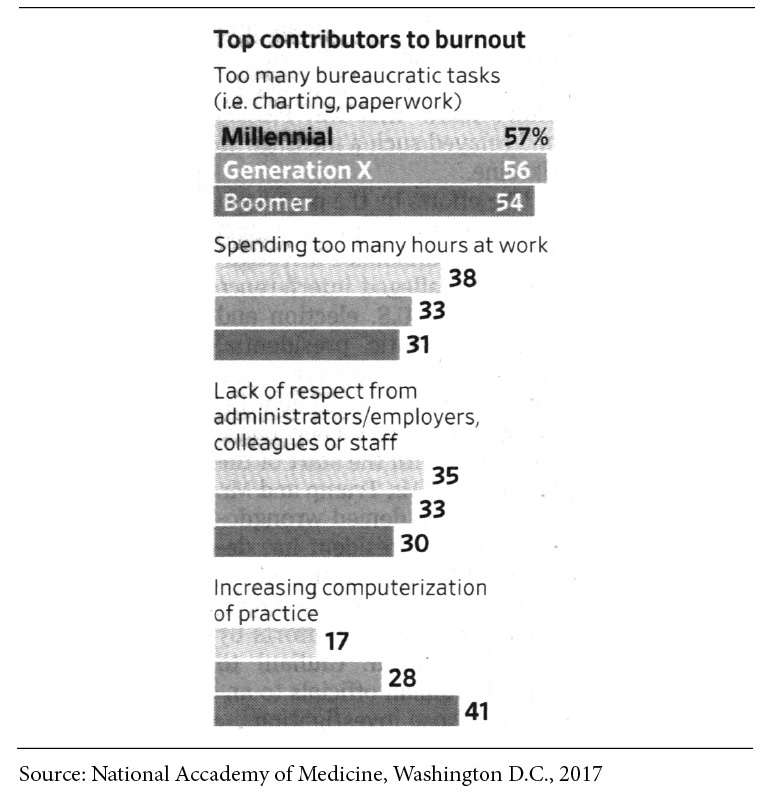 Top contributors to burnout
Too many bureaucratic tasks
(i.e. charting, paperwork)
Millennial 57%
Generation X 56
Boomer 54
Spending too many hours at work
38
33
31
Lack of respect from
administrators/employers,
colleagues or staff
35
33
30
Increasing computerization
of practice
17
28
41
Source: National Accademy of Medicine, Washington D.C., 2017